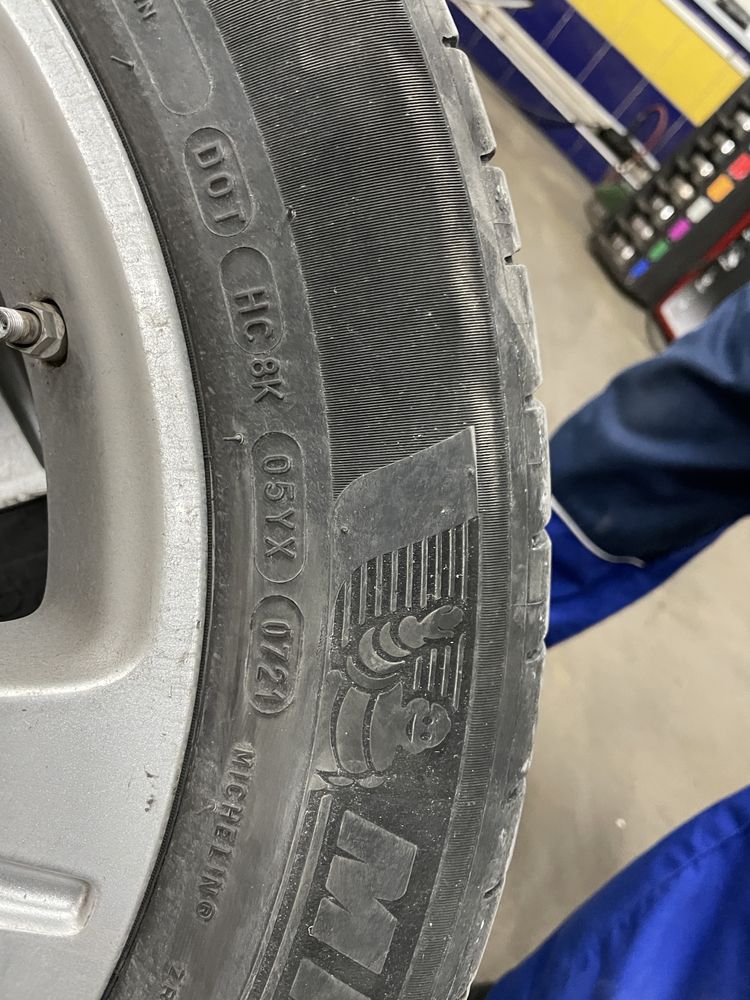 DOT
HC 8K
05YX
0721
MICHELIN®